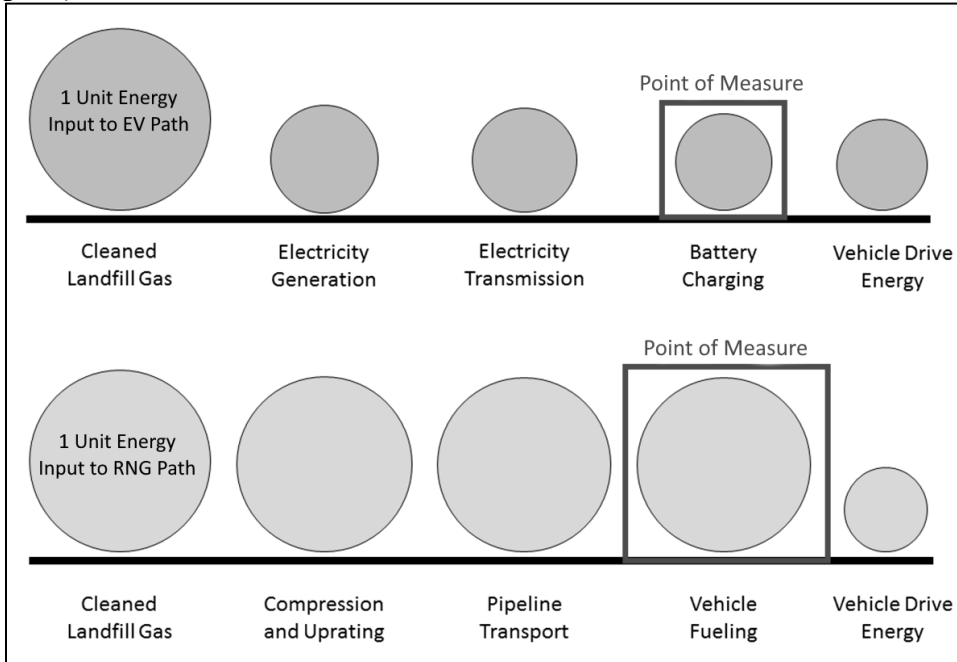 1 Unit Energy
Input to EV Path
Point of Measure
Cleaned
Landfill Gas
Electricity
Generation
Electricity
Transmission
Battery
Charging
Vehicle Drive
Energy
Point of Measure
1 Unit Energy
Input to RNG Path
Cleaned
Landfill Gas
Compression
and Uprating
Pipeline
Transport
Vehicle
Fueling
Vehicle Drive
Energy